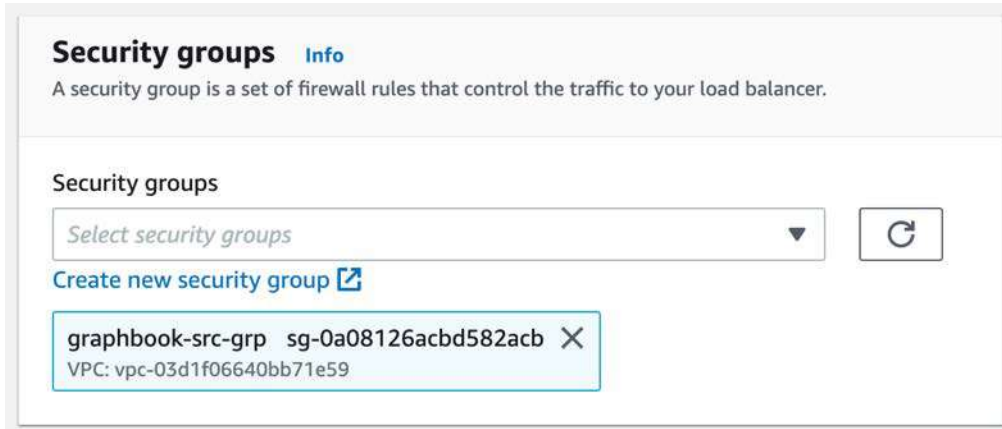 Security groups Info
A security group is a set of firewall rules that control the traffic to your load balancer.
Security groups
Select security groups
Create new security group
graphbook-src-grp sg-0a08126acbd582acb
VPC: vpc-03d1f06640bb71e59